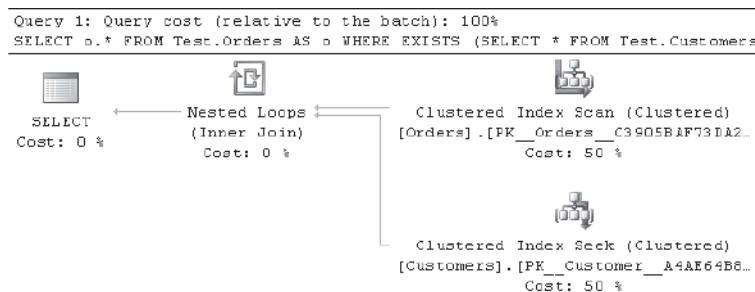 Query 1: Query cost (relative to the batch): 100%
SELECT o.* FROM Test.Orders AS o WHERE EXISTS (SELECT * FROM Test.Customers
SELECT
Cost: 0 %
Nested Loops
(Inner Join)
Cost: 0 %
Clustered Index Scan (Clustered)
[Orders].[PK__Orders__C3905BAF73DA2…
Cost: 50 %
Clustered Index Seek (Clustered)
[Customers].[PK__Customer__A4AE64B8…
Cost: 50 %